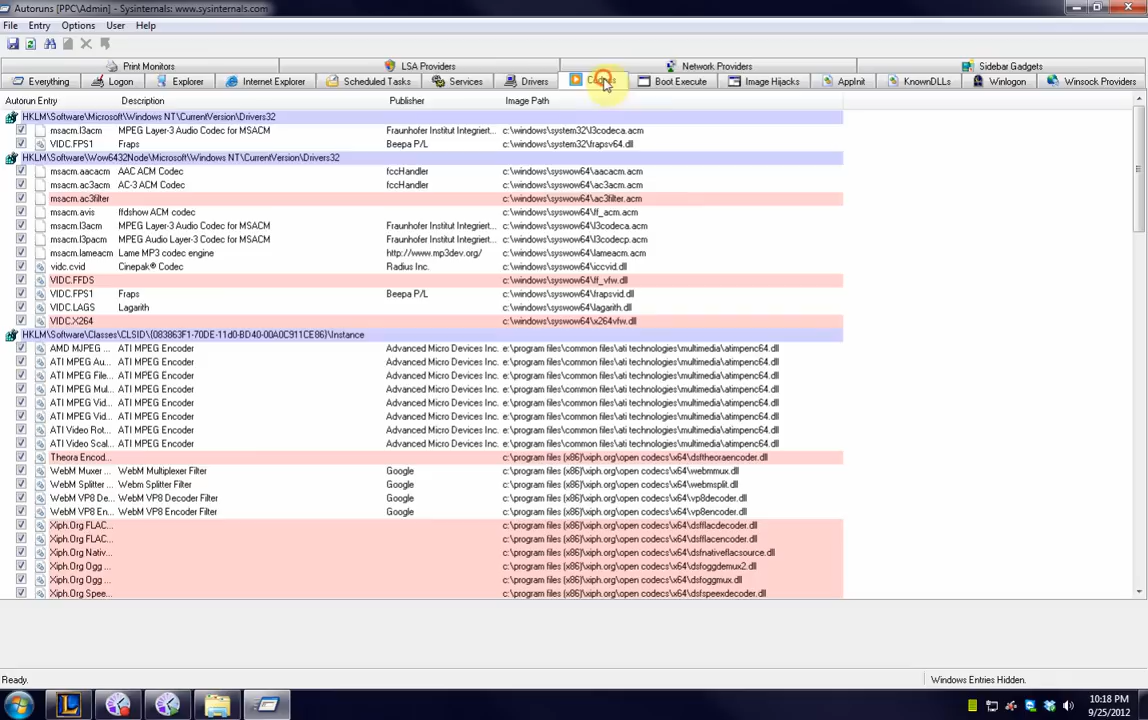 Autoruns [PPC\Admin] - Sysinternals: www.sysinternals.com
File Entry Options User Help
Print Monitors LSA Providers Network Providers Sidebar Gadgets
Everything Logon Explorer Internet Explorer Scheduled Tasks Services Drivers Boot Execute Image Hijacks AppInit KnownDLLs Winlogon Winsock Providers
Autorun Entry Description Publisher Image Path
HKLM\Software\Microsoft\Windows NT\CurrentVersion\Drivers32
msacm.l3acm MPEG Layer-3 Audio Codec for MSACM Fraunhofer Institut Integriert... c:\windows\system32\l3codeca.acm
VIDC.FPS1 Fraps Beepa P/L c:\windows\system32\frapsv64.dll
HKLM\Software\Wow6432Node\Microsoft\Windows NT\CurrentVersion\Drivers32
msacm.aacacm AAC ACM Codec fccHandler c:\windows\syswow64\aacacm.acm
msacm.ac3acm AC-3 ACM Codec fccHandler c:\windows\syswow64\ac3acm.acm
msacm.ac3filter c:\windows\syswow64\ac3filter.acm
msacm.avis ffdshow ACM codec c:\windows\syswow64\ff_acm.acm
msacm.l3acm MPEG Layer-3 Audio Codec for MSACM Fraunhofer Institut Integriert... c:\windows\syswow64\l3codeca.acm
msacm.l3pacm MPEG Audio Layer-3 Codec for MSACM Fraunhofer Institut Integriert... c:\windows\syswow64\l3codecp.acm
msacm.lameacm Lame MP3 codec engine http://www.mp3dev.org/ c:\windows\syswow64\lameacm.acm
vidc.cvid Cinepak® Codec Radius Inc. c:\windows\syswow64\iccvid.dll
VIDC.FFDS c:\windows\syswow64\ff_vfw.dll
VIDC.FPS1 Fraps Beepa P/L c:\windows\syswow64\frapsvid.dll
VIDC.LAGS Lagarith c:\windows\syswow64\lagarith.dll
VIDC.X264 c:\windows\syswow64\x264vfw.dll
HKLM\Software\Classes\CLSID\{083863F1-70DE-11d0-BD40-00A0C911CE86}\Instance
AMD MJPEG ... ATI MPEG Encoder Advanced Micro Devices Inc. e:\program files\common files\ati technologies\multimedia\atimpenc64.dll
ATI MPEG Au... ATI MPEG Encoder Advanced Micro Devices Inc. e:\program files\common files\ati technologies\multimedia\atimpenc64.dll
ATI MPEG File... ATI MPEG Encoder Advanced Micro Devices Inc. e:\program files\common files\ati technologies\multimedia\atimpenc64.dll
ATI MPEG Mul... ATI MPEG Encoder Advanced Micro Devices Inc. e:\program files\common files\ati technologies\multimedia\atimpenc64.dll
ATI MPEG Vid... ATI MPEG Encoder Advanced Micro Devices Inc. e:\program files\common files\ati technologies\multimedia\atimpenc64.dll
ATI MPEG Vid... ATI MPEG Encoder Advanced Micro Devices Inc. e:\program files\common files\ati technologies\multimedia\atimpenc64.dll
ATI Video Rot... ATI MPEG Encoder Advanced Micro Devices Inc. e:\program files\common files\ati technologies\multimedia\atimpenc64.dll
ATI Video Scal... ATI MPEG Encoder Advanced Micro Devices Inc. e:\program files\common files\ati technologies\multimedia\atimpenc64.dll
Theora Encod... c:\program files (x86)\xiph.org\open codecs\x64\dsftheoraencoder.dll
WebM Muxer ... WebM Multiplexer Filter Google c:\program files (x86)\xiph.org\open codecs\x64\webmmux.dll
WebM Splitter ... Webm Splitter Filter Google c:\program files (x86)\xiph.org\open codecs\x64\webmsplit.dll
WebM VP8 De... WebM VP8 Decoder Filter Google c:\program files (x86)\xiph.org\open codecs\x64\vp8decoder.dll
WebM VP8 En... WebM VP8 Encoder Filter Google c:\program files (x86)\xiph.org\open codecs\x64\vp8encoder.dll
Xiph.Org FLAC... c:\program files (x86)\xiph.org\open codecs\x64\dsfflacdecoder.dll
Xiph.Org FLAC... c:\program files (x86)\xiph.org\open codecs\x64\dsfflacencoder.dll
Xiph.Org Nativ... c:\program files (x86)\xiph.org\open codecs\x64\dsfnativeflacsource.dll
Xiph.Org Ogg ... c:\program files (x86)\xiph.org\open codecs\x64\dsfoggdemux2.dll
Xiph.Org Ogg ... c:\program files (x86)\xiph.org\open codecs\x64\dsfoggmux.dll
Xiph.Org Spee... c:\program files (x86)\xiph.org\open codecs\x64\dsfspeexdecoder.dll
Ready. Windows Entries Hidden.
10:18 PM
9/25/2012